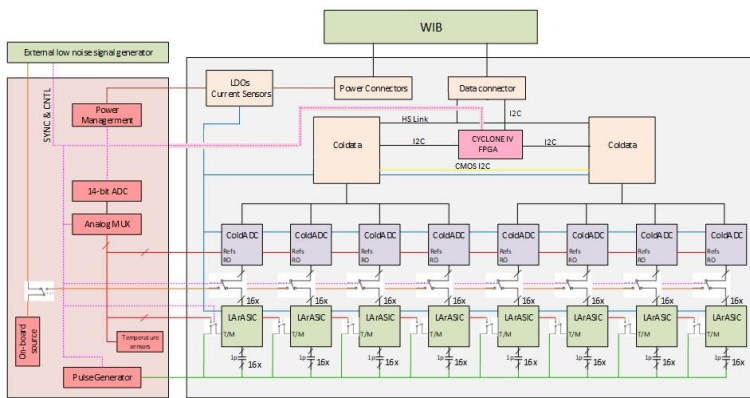 WIB
External low noise signal generator
SYNC & CNTL
LDOs
Current Sensors
Power Connectors
Data connector
Power
Management
HS Link
I2C
Coldata
I2C
CYCLONE IV
FPGA
I2C
Coldata
CMOS I2C
14-bit ADC
Analog MUX
ColdADC
Refs
RO
ColdADC
Refs
RO
ColdADC
Refs
RO
ColdADC
Refs
RO
ColdADC
Refs
RO
ColdADC
Refs
RO
ColdADC
Refs
RO
ColdADC
Refs
RO
16x
16x
16x
16x
16x
16x
16x
16x
LArASIC
T/M
LArASIC
T/M
LArASIC
T/M
LArASIC
T/M
LArASIC
T/M
LArASIC
T/M
LArASIC
T/M
LArASIC
T/M
On-board
source
Temperature
sensors
1p 16x
1p 16x
1p 16x
1p 16x
1p 16x
1p 16x
1p 16x
1p 16x
PulseGenerator